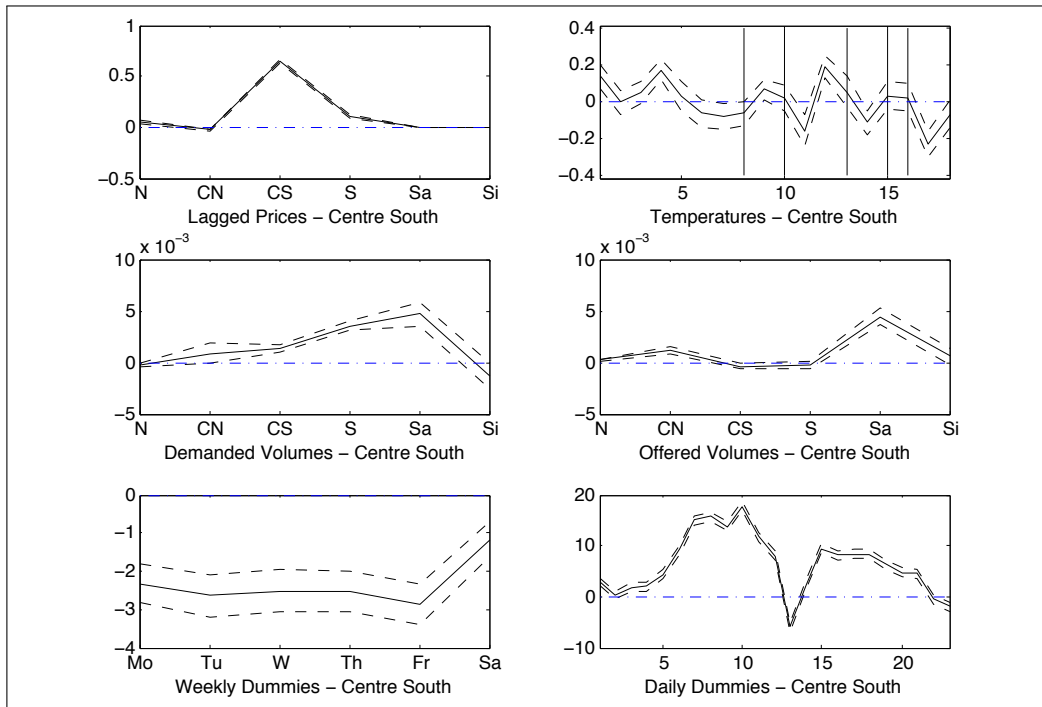 1
0.5
0
−0.5
N CN CS S Sa Si
Lagged Prices − Centre South
0.4
0.2
0
−0.2
−0.4
5 10 15
Temperatures − Centre South
x 10⁻³
10
5
0
−5
N CN CS S Sa Si
Demanded Volumes − Centre South
x 10⁻³
10
5
0
−5
N CN CS S Sa Si
Offered Volumes − Centre South
0
−1
−2
−3
−4
Mo Tu W Th Fr Sa
Weekly Dummies − Centre South
20
10
0
−10
5 10 15 20
Daily Dummies − Centre South